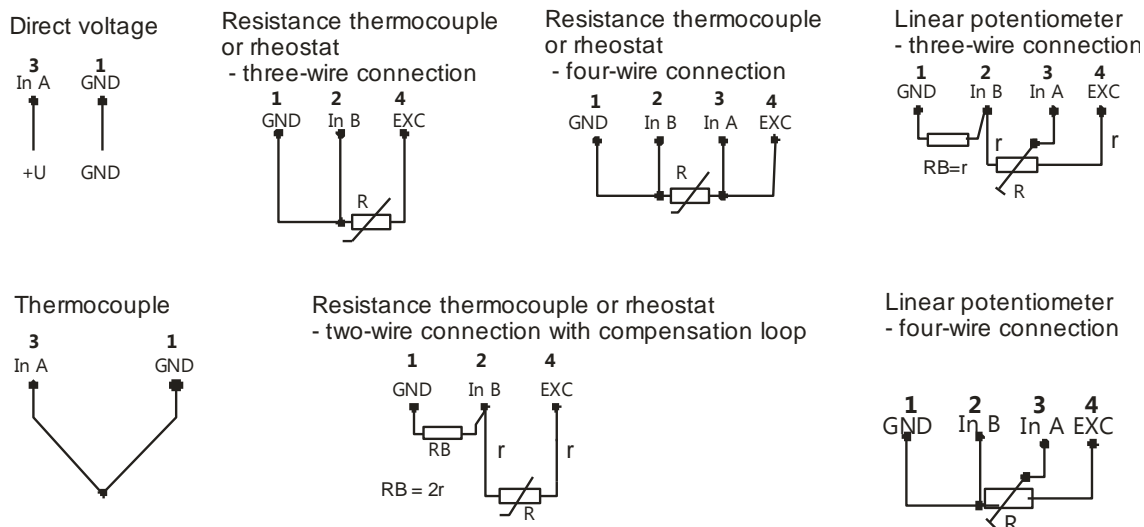 Direct voltage
3 1
In A GND
+U GND
Resistance thermocouple
or rheostat
- three-wire connection
1 2 4
GND In B EXC
R
Resistance thermocouple
or rheostat
- four-wire connection
1 2 3 4
GND In B In A EXC
R
Linear potentiometer
- three-wire connection
1 2 3 4
GND In B In A EXC
r r
RB=r
R
Thermocouple
3 1
In A GND
Resistance thermocouple or rheostat
- two-wire connection with compensation loop
1 2 4
GND In B EXC
RB r r
RB = 2r
R
Linear potentiometer
- four-wire connection
1 2 3 4
GND In B In A EXC
R